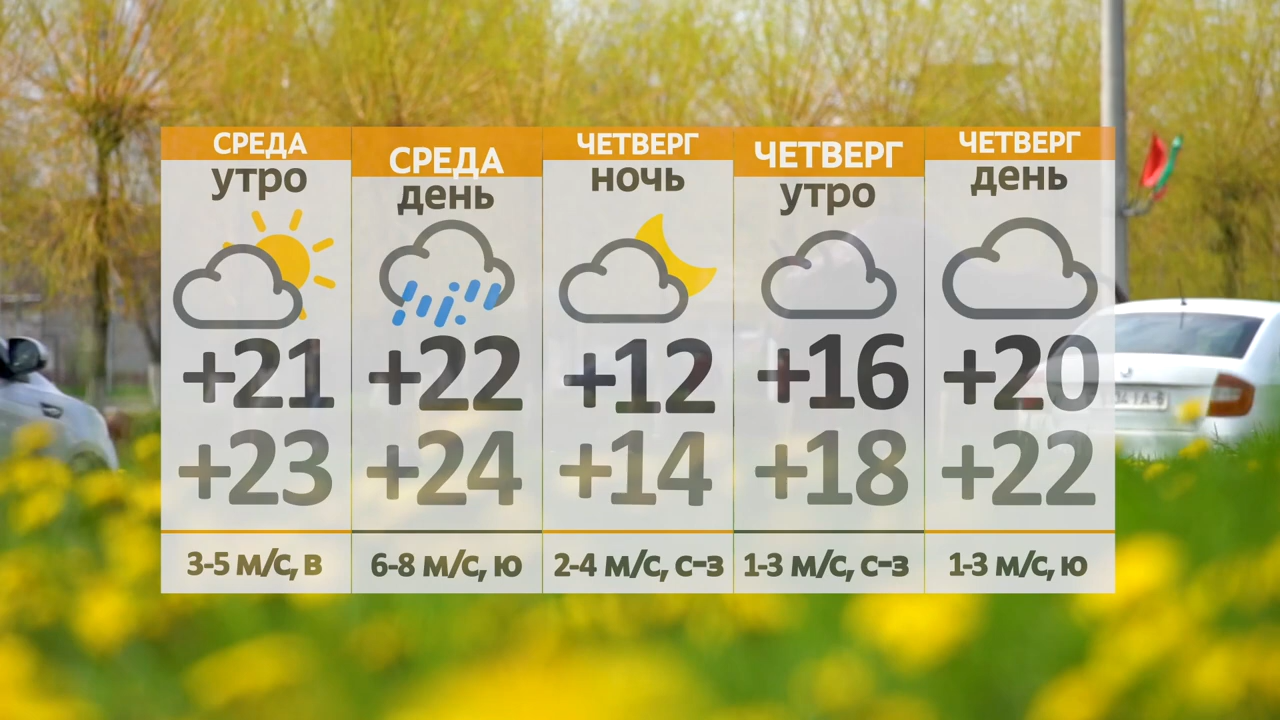 СРЕДА
утро
+21
+23
3-5 м/с, в
СРЕДА
день
+22
+24
6-8 м/с, ю
ЧЕТВЕРГ
ночь
+12
+14
2-4 м/с, с-з
ЧЕТВЕРГ
утро
+16
+18
1-3 м/с, с-з
ЧЕТВЕРГ
день
+20
+22
1-3 м/с, ю